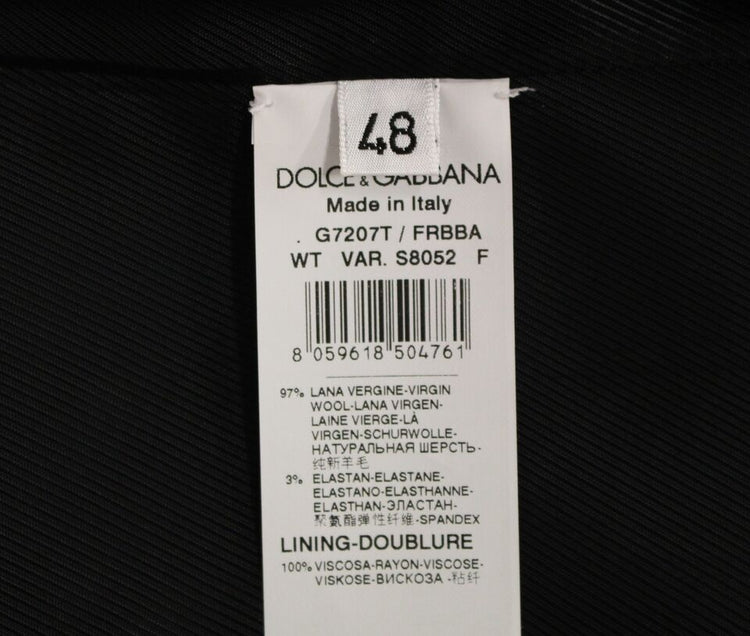 48
DOLCE & GABBANA
Made in Italy
. G7207T / FRBBA
WT VAR. S8052 F
8 059618 504761
97% LANA VERGINE-VIRGIN
WOOL-LANA VIRGEN-
LAINE VIERGE-LÀ
VIRGEN-SCHURWOLLE-
НАТУРАЛЬНАЯ ШЕРСТЬ-
纯新羊毛
3% ELASTAN-ELASTANE-
ELASTANO-ELASTHANNE-
ELASTHAN-ЭЛАСТАН-
聚氨酯弹性纤维-SPANDEX
LINING-DOUBLURE
100% VISCOSA-RAYON-VISCOSE-
VISKOSE-ВИСКОЗА -粘纤